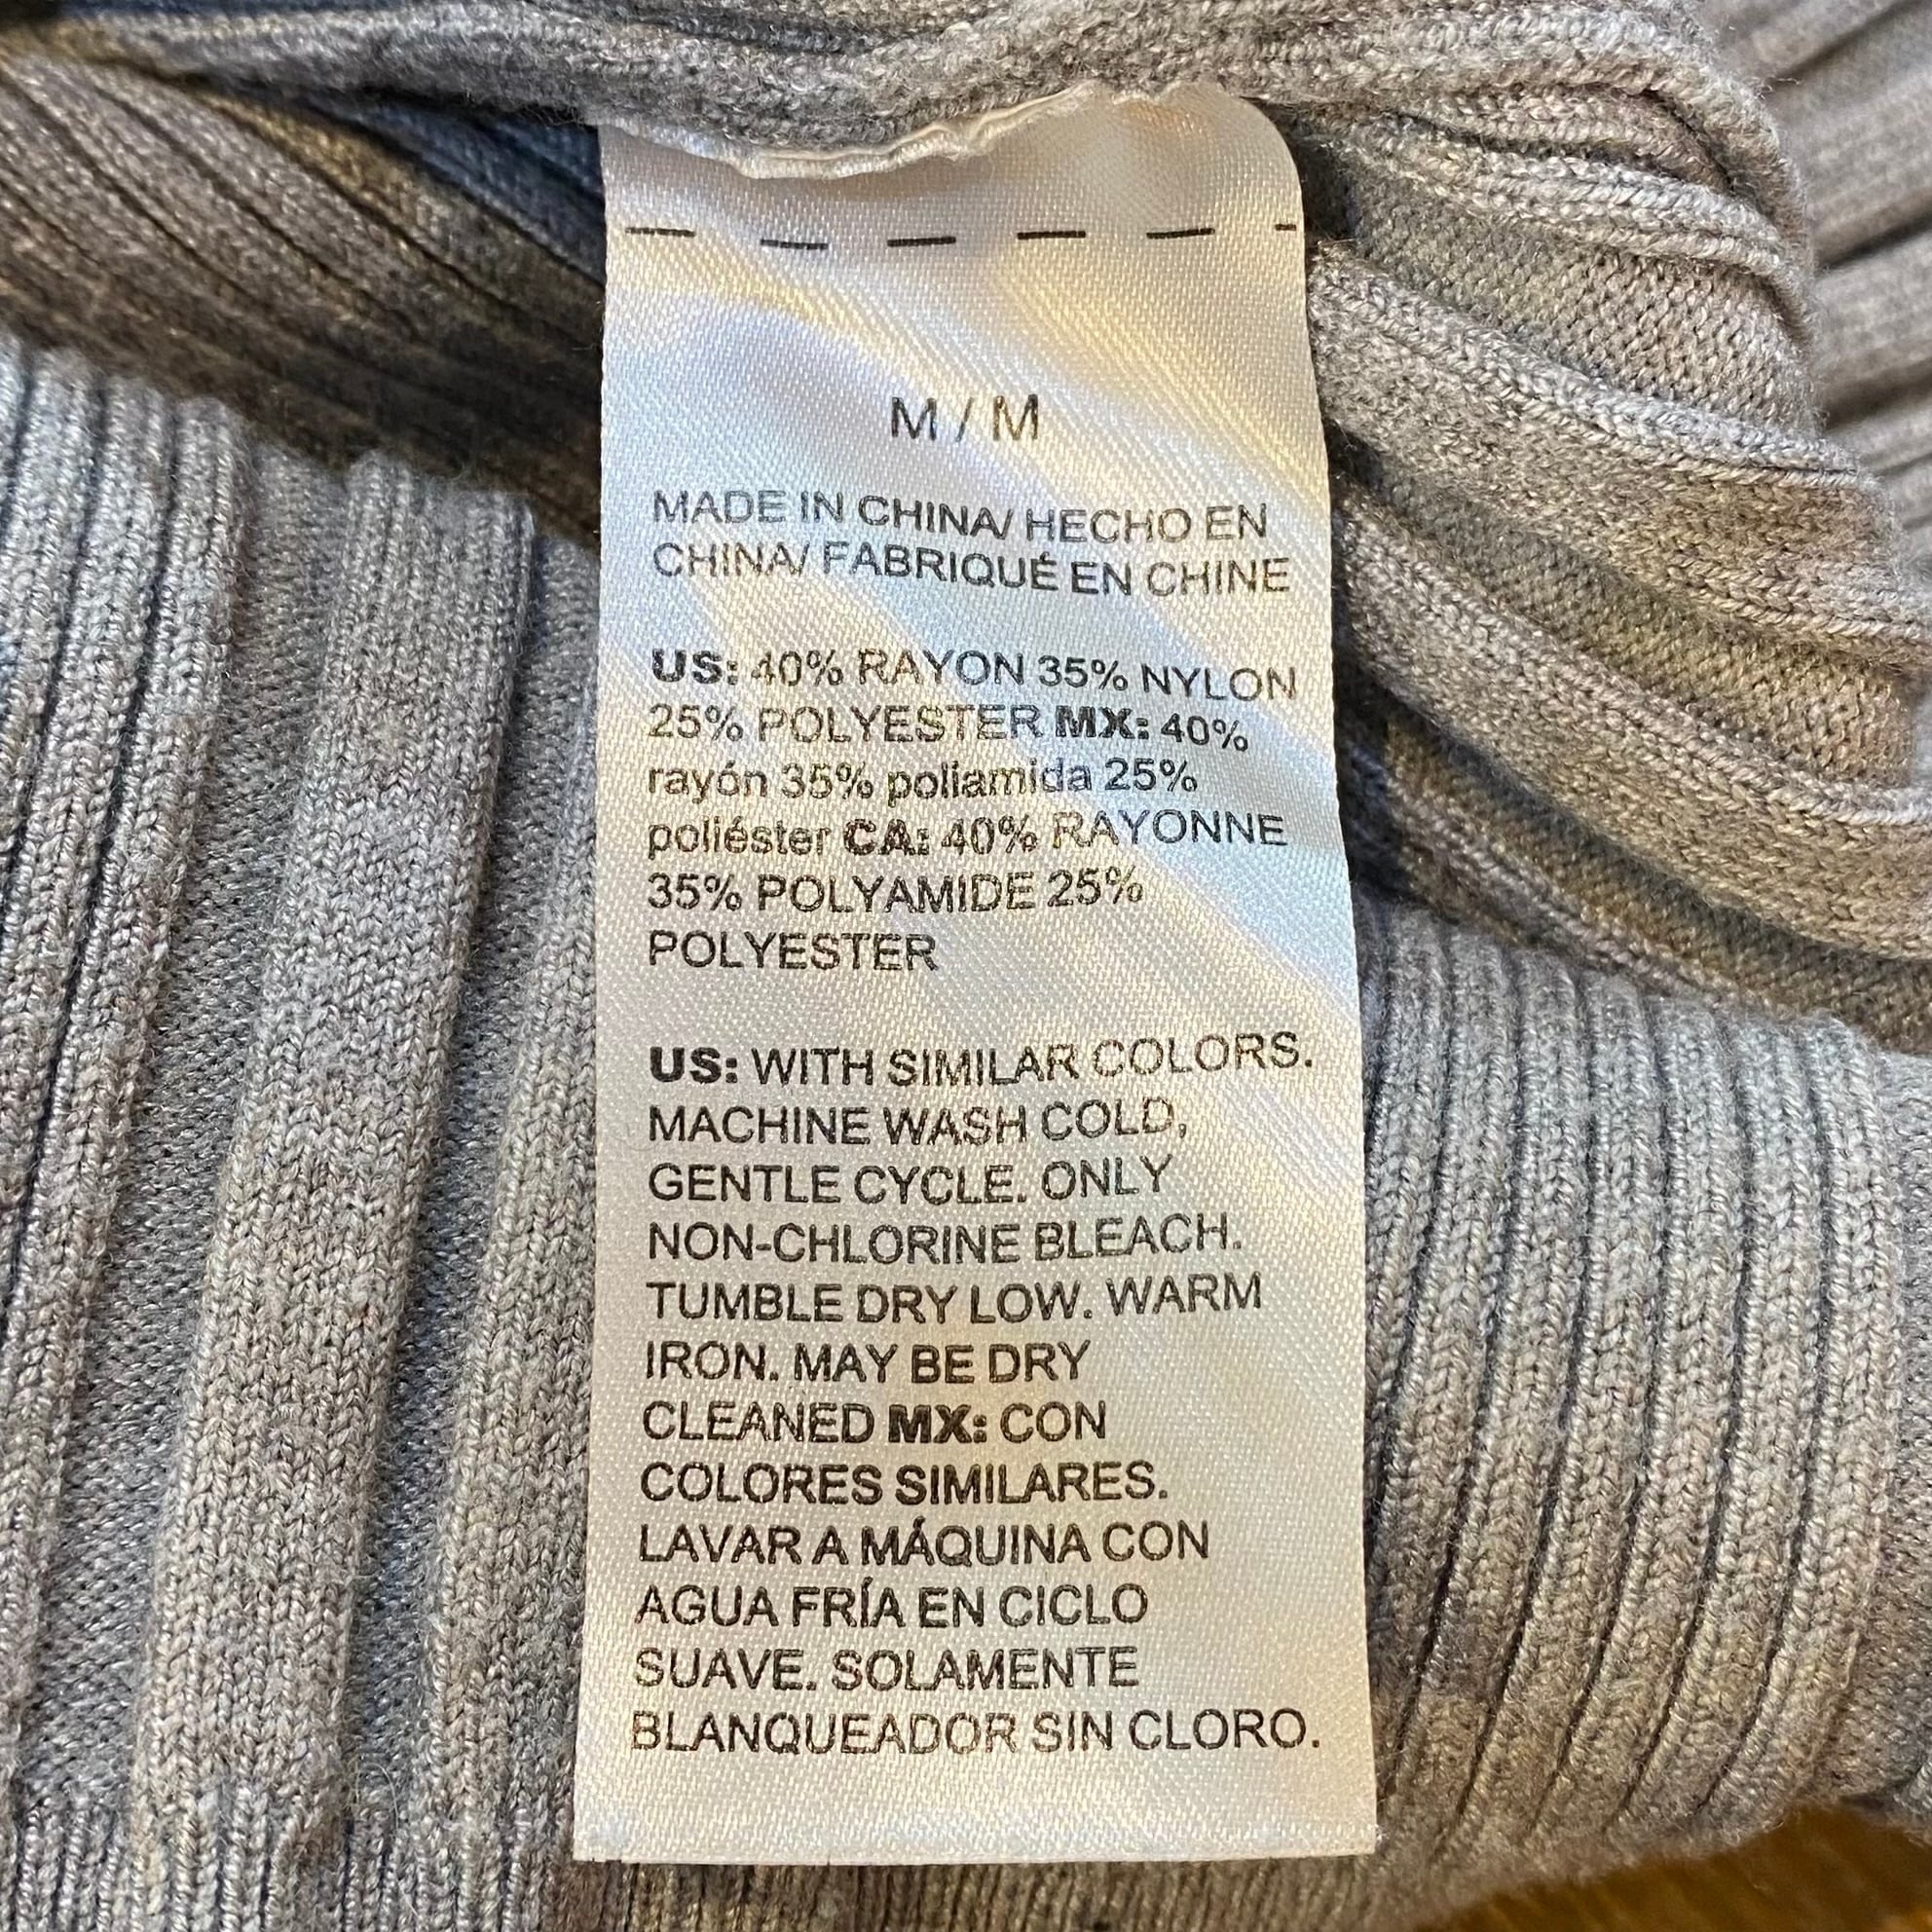 M / M
MADE IN CHINA/ HECHO EN
CHINA/ FABRIQUÉ EN CHINE
US: 40% RAYON 35% NYLON
25% POLYESTER MX: 40%
rayón 35% poliamida 25%
poliéster CA: 40% RAYONNE
35% POLYAMIDE 25%
POLYESTER
US: WITH SIMILAR COLORS.
MACHINE WASH COLD,
GENTLE CYCLE. ONLY
NON-CHLORINE BLEACH.
TUMBLE DRY LOW. WARM
IRON. MAY BE DRY
CLEANED MX: CON
COLORES SIMILARES.
LAVAR A MÁQUINA CON
AGUA FRÍA EN CICLO
SUAVE. SOLAMENTE
BLANQUEADOR SIN CLORO.